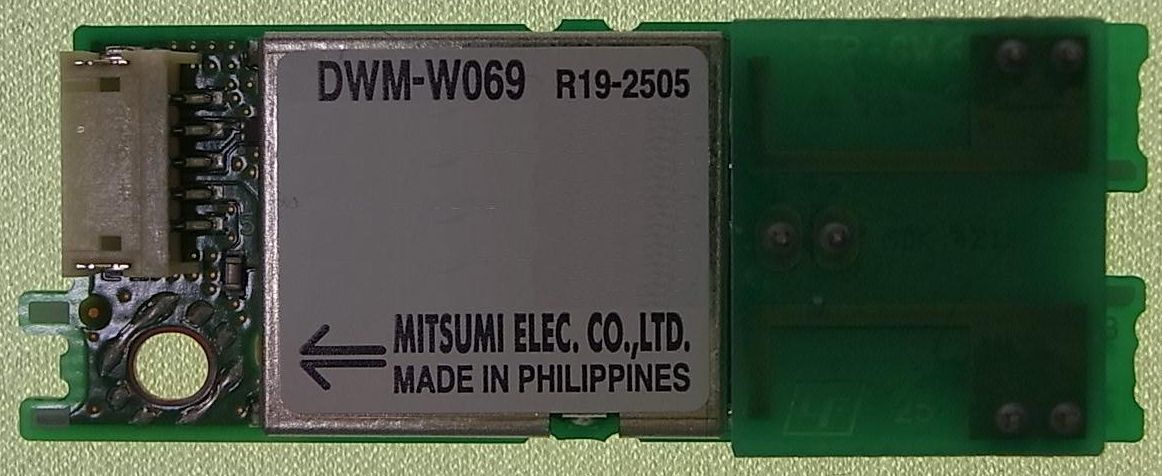 DWM-W069 R19-2505
MITSUMI ELEC. CO.,LTD.
MADE IN PHILIPPINES